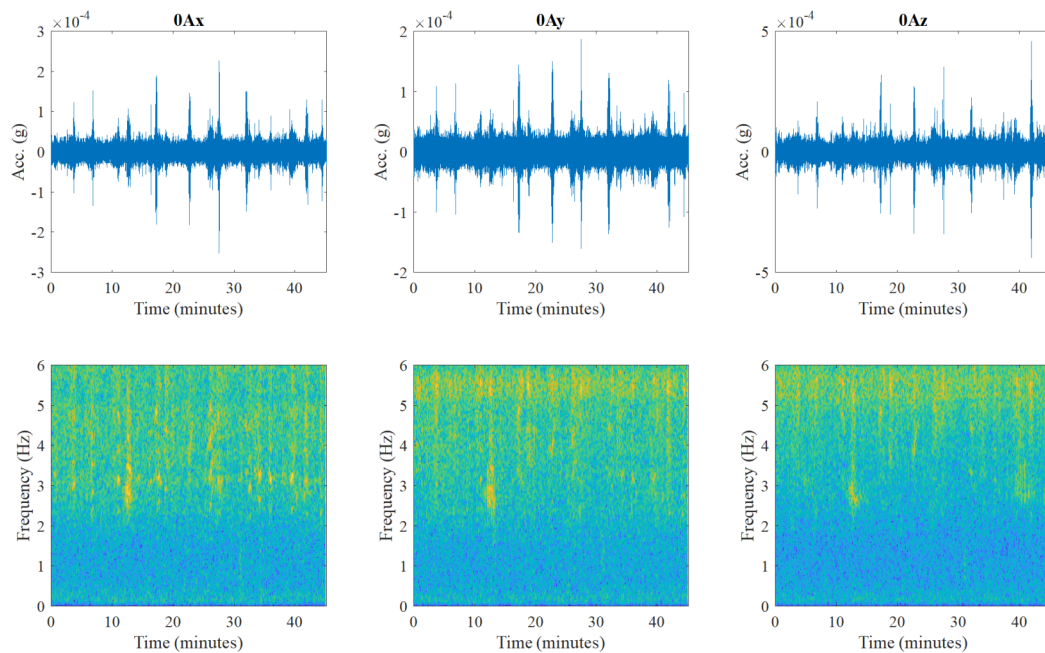 0Ax 0Ay 0Az
×10⁻⁴ ×10⁻⁴ ×10⁻⁴
3 2 5
2
1 1
0 0 0
-1 -1
-2
-3 -2 -5
Acc. (g) Acc. (g) Acc. (g)
0 10 20 30 40 0 10 20 30 40 0 10 20 30 40
Time (minutes) Time (minutes) Time (minutes)
6 6 6
5 5 5
4 4 4
3 3 3
2 2 2
1 1 1
0 0 0
Frequency (Hz) Frequency (Hz) Frequency (Hz)
0 10 20 30 40 0 10 20 30 40 0 10 20 30 40
Time (minutes) Time (minutes) Time (minutes)